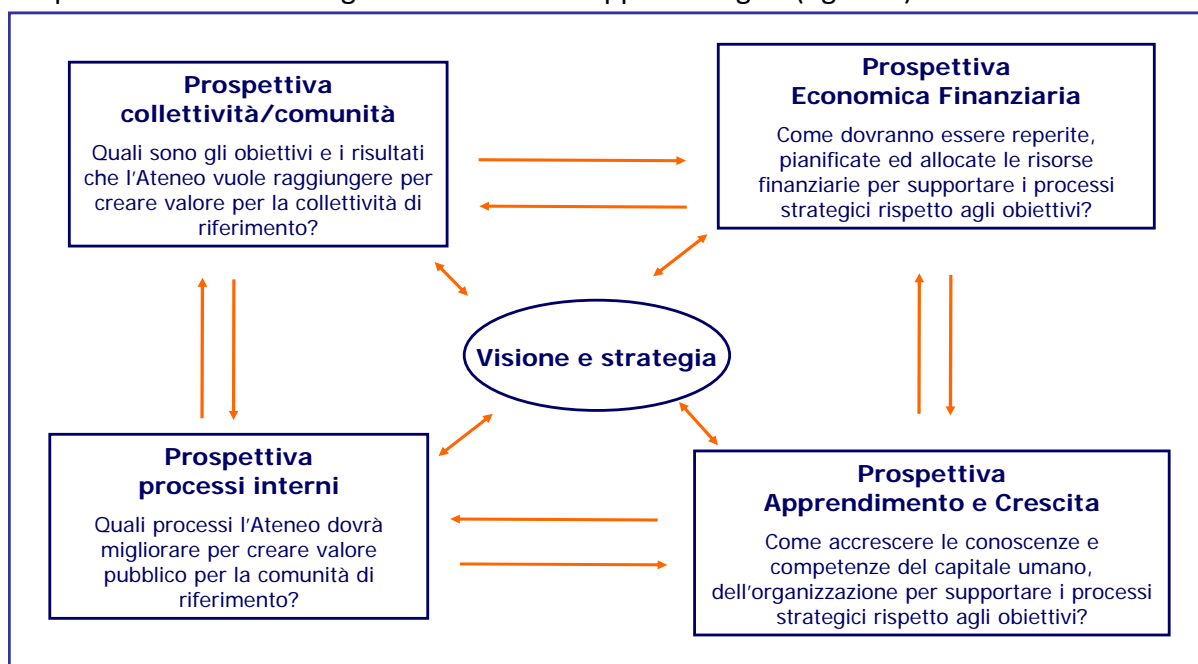 Prospettiva
collettività/comunità
Quali sono gli obiettivi e i risultati
che l'Ateneo vuole raggiungere per
creare valore per la collettività di
riferimento?
Prospettiva
Economica Finanziaria
Come dovranno essere reperite,
pianificate ed allocate le risorse
finanziarie per supportare i processi
strategici rispetto agli obiettivi?
Visione e strategia
Prospettiva
processi interni
Quali processi l'Ateneo dovrà
migliorare per creare valore
pubblico per la comunità di
riferimento?
Prospettiva
Apprendimento e Crescita
Come accrescere le conoscenze e
competenze del capitale umano,
dell'organizzazione per supportare i processi
strategici rispetto agli obiettivi?